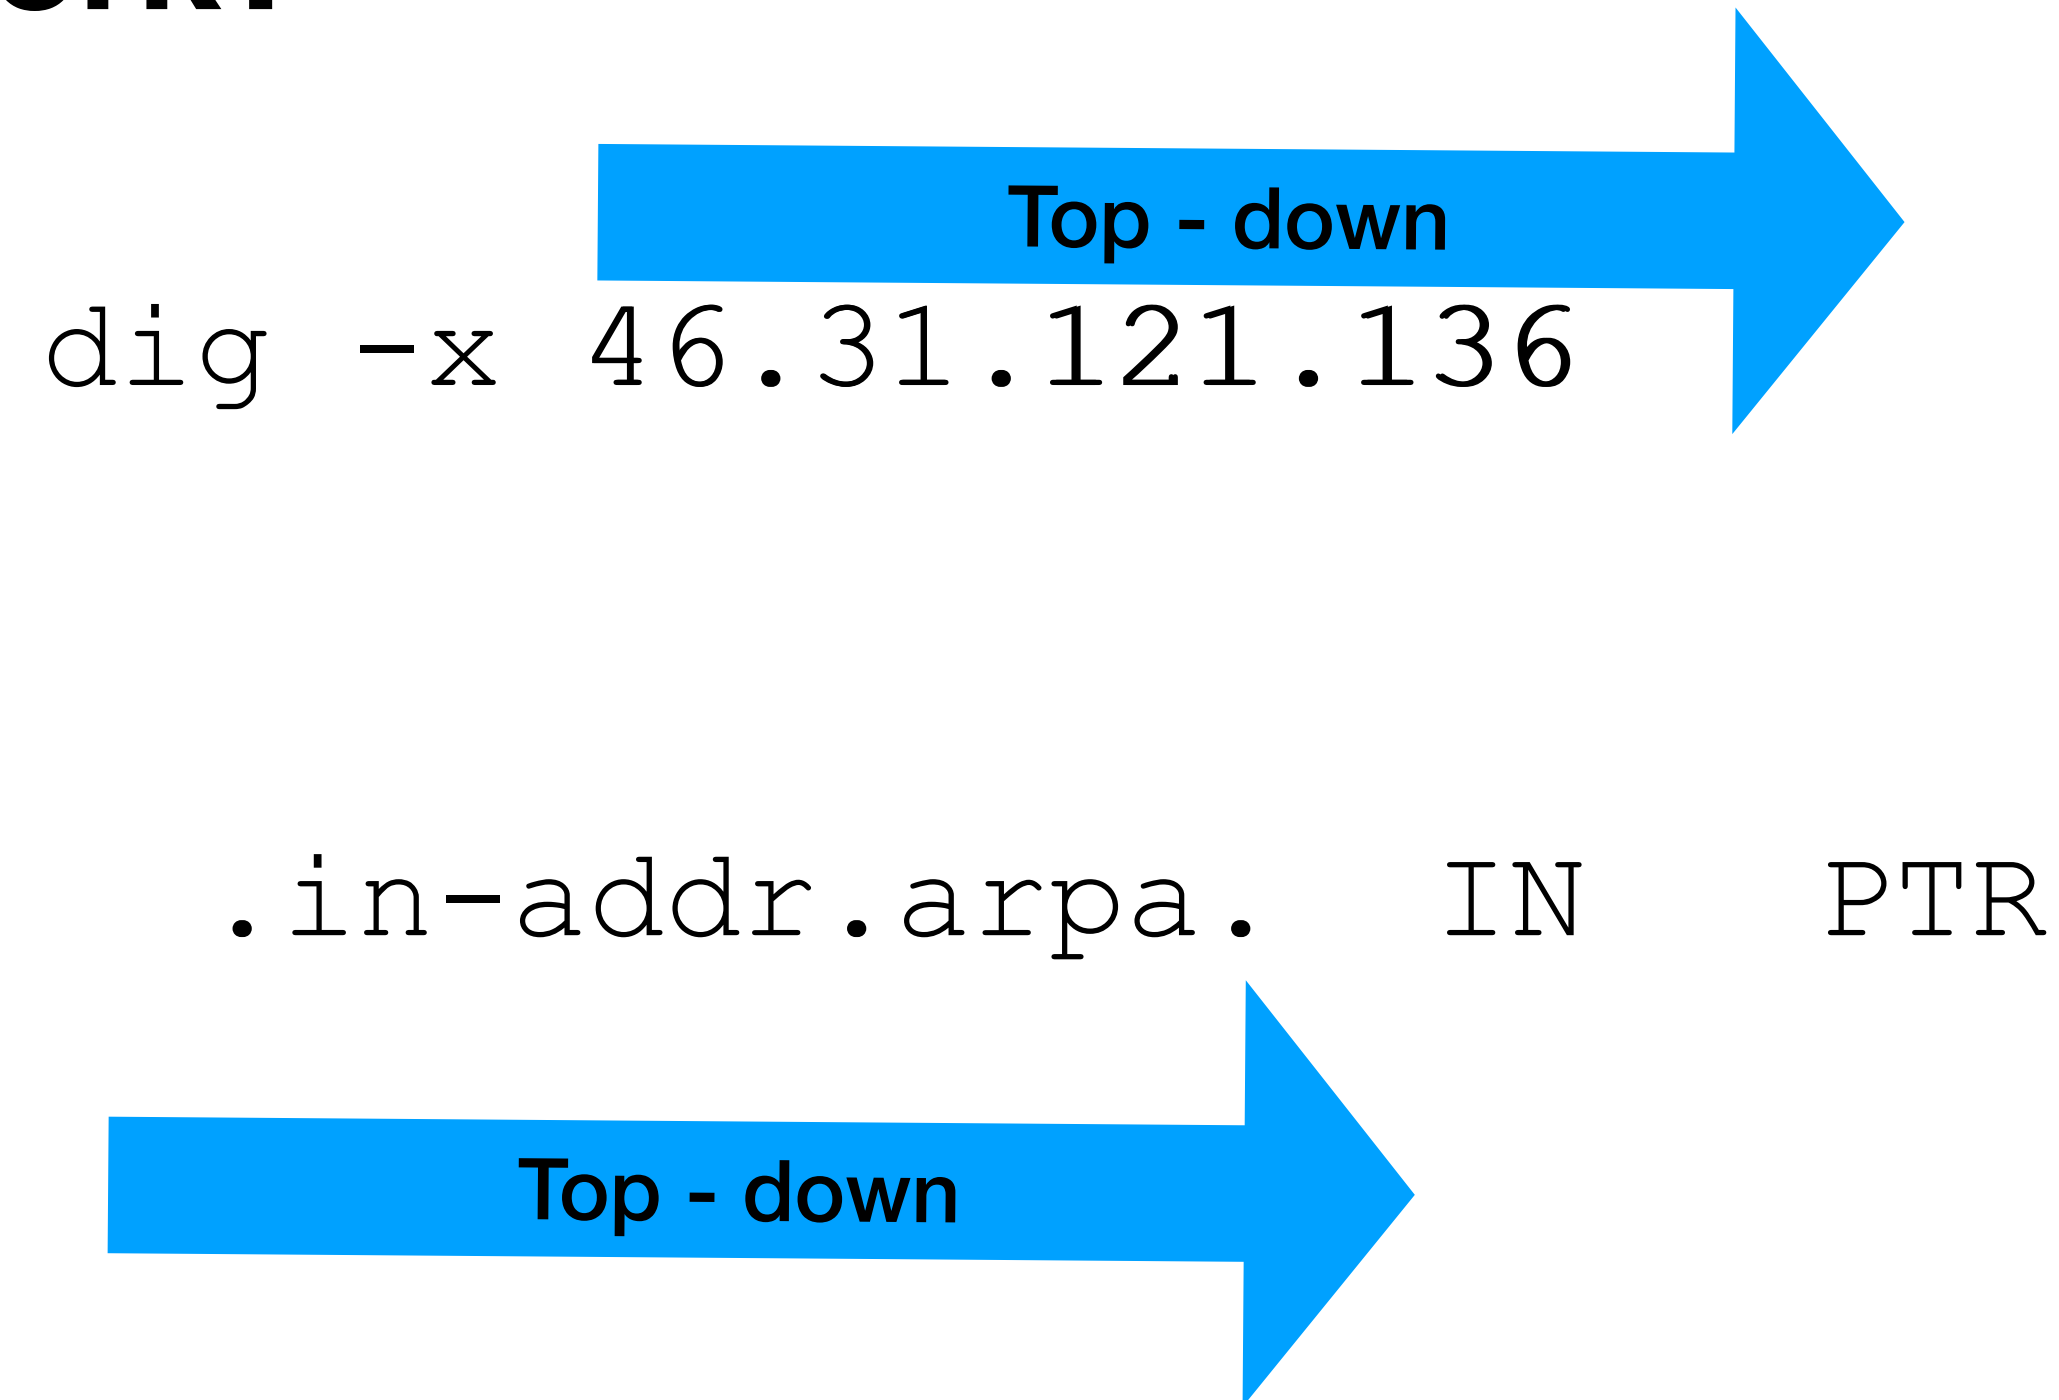 Top - down
dig -x 46.31.121.136
.in-addr.arpa. IN PTR
Top - down